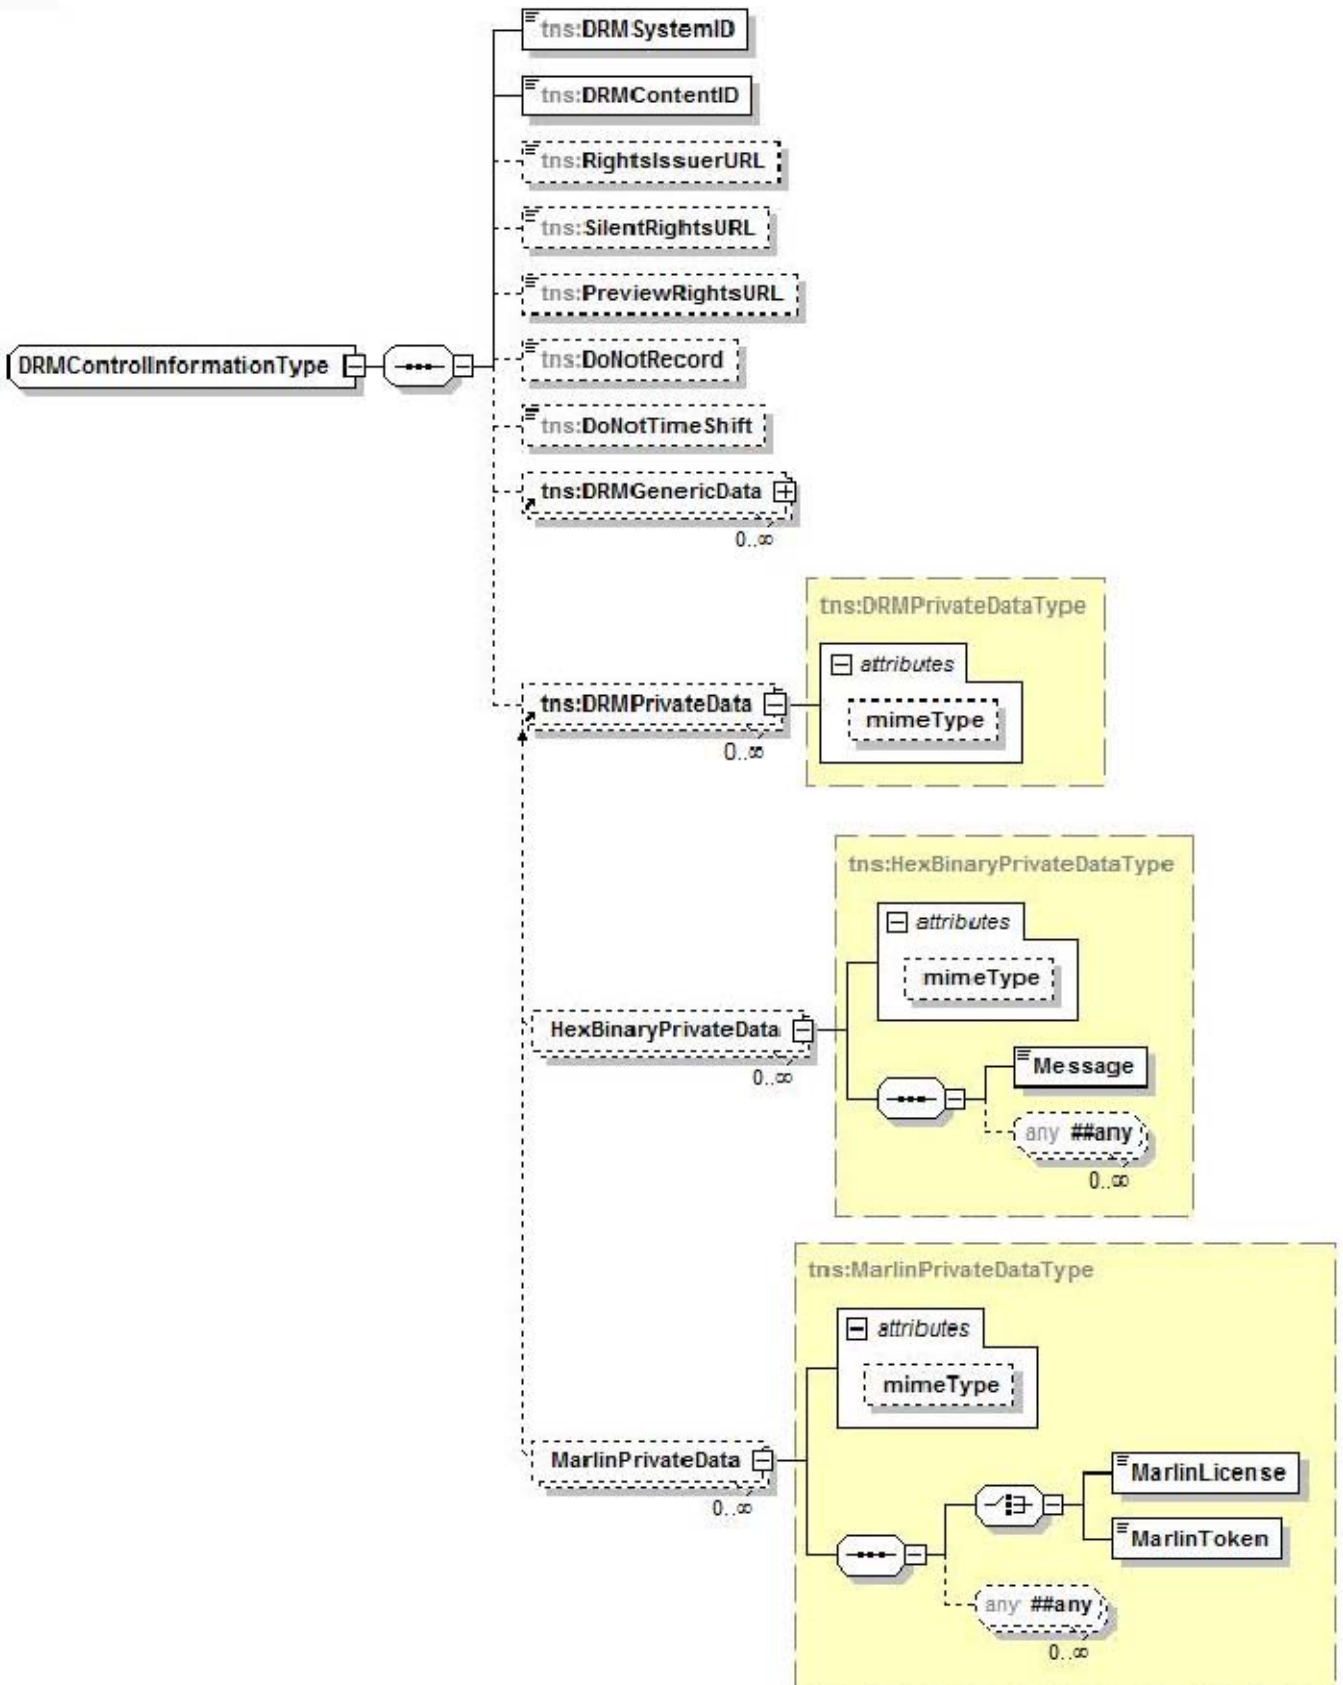 tns:DRMSystemID
tns:DRMContentID
tns:RightsIssuerURL
tns:SilentRightsURL
tns:PreviewRightsURL
DRMControlInformationType
tns:DoNotRecord
tns:DoNotTimeShift
tns:DRMGenericData
0..∞
tns:DRMPrivateDataType
attributes
tns:DRMPrivateData
mimeType
0..∞
tns:HexBinaryPrivateDataType
attributes
mimeType
HexBinaryPrivateData
0..∞
Message
any ##any
0..∞
tns:MarlinPrivateDataType
attributes
mimeType
MarlinPrivateData
0..∞
MarlinLicense
MarlinToken
any ##any
0..∞